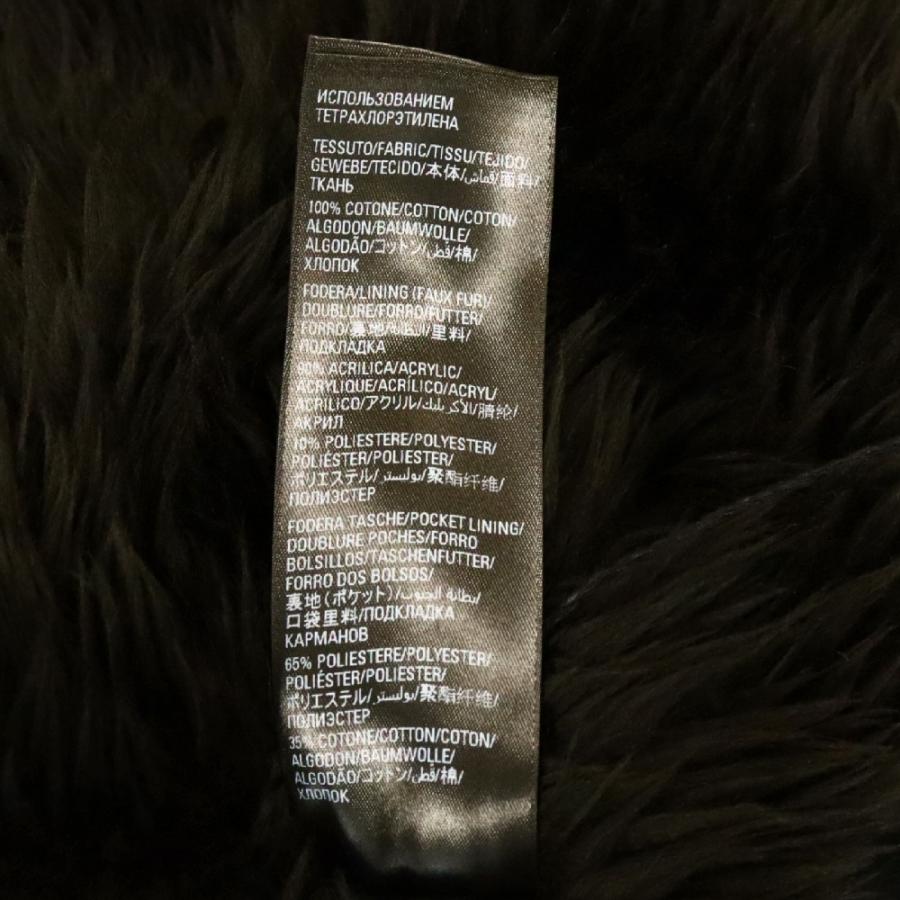 ИСПОЛЬЗОВАНИЕМ
ТЕТРАХЛОРЭТИЛЕНА
TESSUTO/FABRIC/TISSU/TEJIDO/
GEWEBE/TECIDO/本体/قماش/面料/
ТКАНЬ
100% COTONE/COTTON/COTON/
ALGODON/BAUMWOLLE/
ALGODÃO/コットン/قطن/棉/
ХЛОПОК
FODERA/LINING (FAUX FUR)/
DOUBLURE/FORRO/FUTTER/
FORRO/裏地/البطانة/里料/
ПОДКЛАДКА
90% ACRILICA/ACRYLIC/
ACRYLIQUE/ACRÍLICO/ACRYL/
ACRÍLICO/アクリル/الأكريليك/腈纶/
АКРИЛ
10% POLIESTERE/POLYESTER/
POLIÉSTER/POLIÉSTER/
ポリエステル/بوليستر/聚酯纤维/
ПОЛИЭСТЕР
FODERA TASCHE/POCKET LINING/
DOUBLURE POCHES/FORRO
BOLSILLOS/TASCHENFUTTER/
FORRO DOS BOLSOS/
裏地(ポケット)/بطانة الجيوب/
口袋里料/ПОДКЛАДКА
КАРМАНОВ
65% POLIESTERE/POLYESTER/
POLIÉSTER/POLIÉSTER/
ポリエステル/بوليستر/聚酯纤维/
ПОЛИЭСТЕР
35% COTONE/COTTON/COTON/
ALGODON/BAUMWOLLE/
ALGODÃO/コットン/قطن/棉/
ХЛОПОК